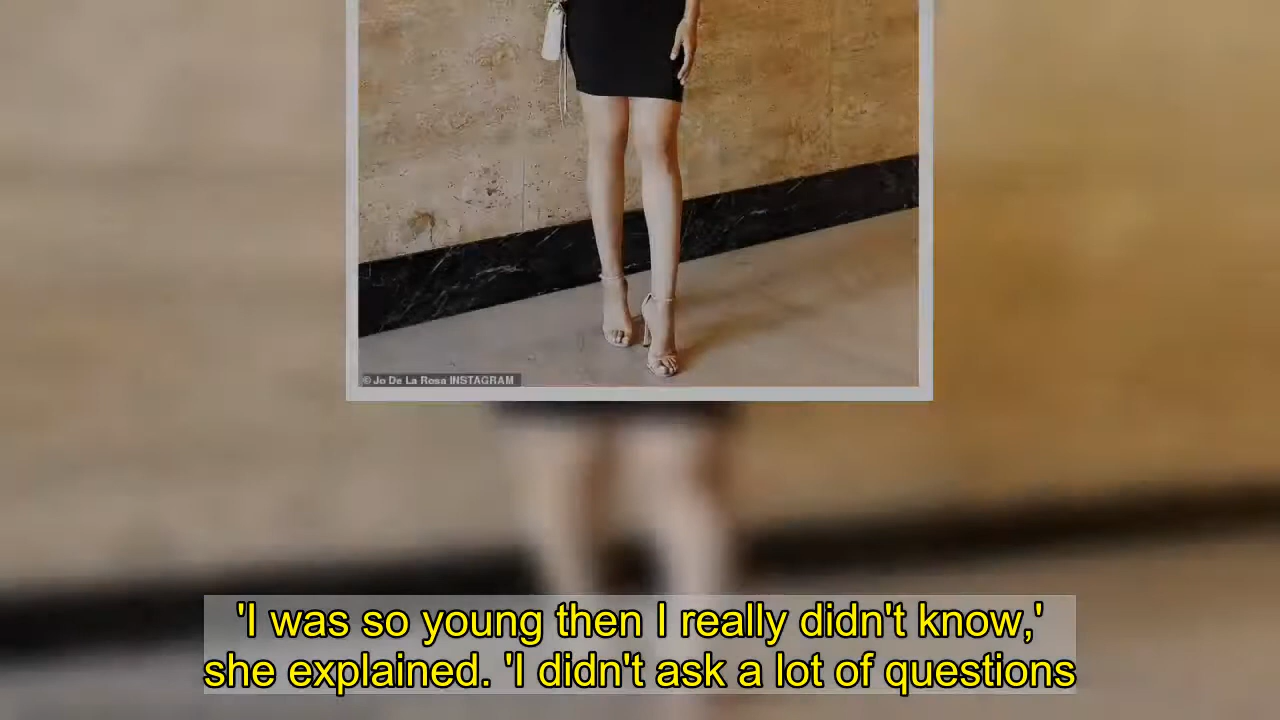 © Jo De La Rosa INSTAGRAM
'I was so young then I really didn't know,'
she explained. 'I didn't ask a lot of questions